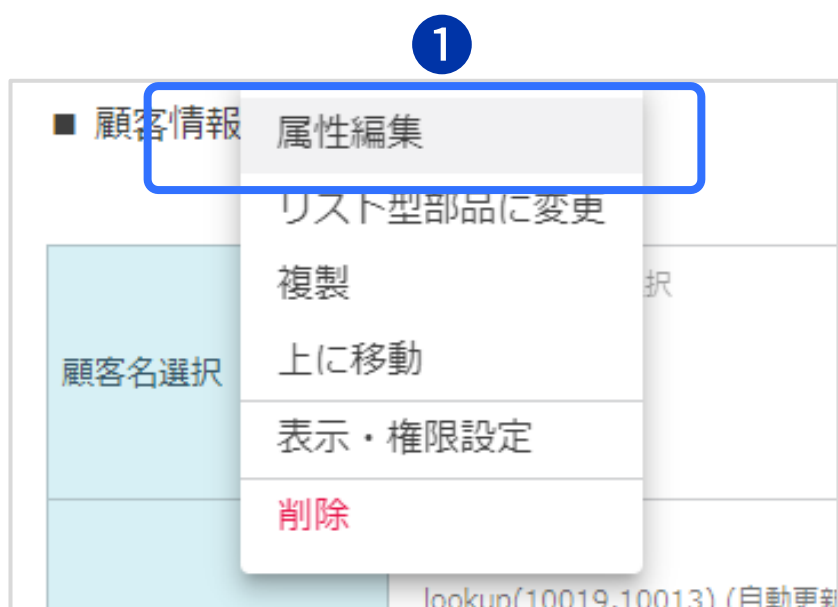 1
■ 顧客情報
属性編集
リスト型部品に変更
複製
択
顧客名選択
上に移動
表示・権限設定
削除
lookup(10019,10013) (自動更新